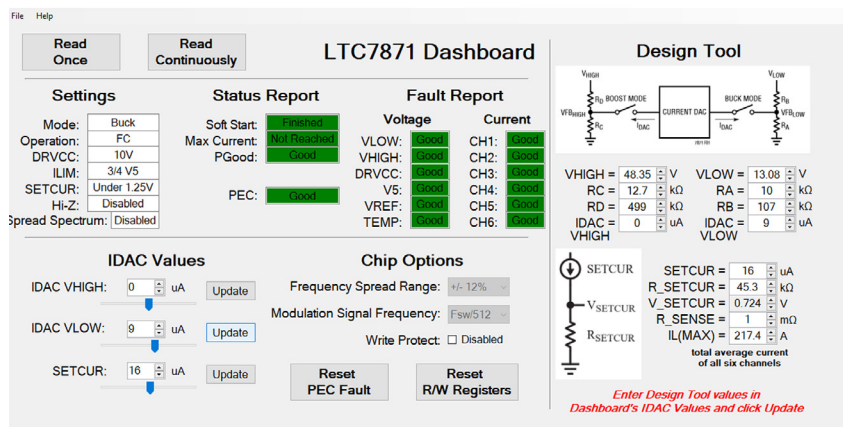 File Help
Read Once
Read Continuously
LTC7871 Dashboard
Settings
Mode: Buck
Operation: FC
DRVCC: 10V
ILIM: 3/4 V5
SETCUR: Under 1.25V
Hi-Z: Disabled
Spread Spectrum: Disabled
Status Report
Soft Start: Finished
Max Current: Not Reached
PGood: Good
PEC: Good
Fault Report
Voltage Current
VLOW: Good CH1: Good
VHIGH: Good CH2: Good
DRVCC: Good CH3: Good
V5: Good CH4: Good
VREF: Good CH5: Good
TEMP: Good CH6: Good
IDAC Values
IDAC VHIGH: 0 uA Update
IDAC VLOW: 9 uA Update
SETCUR: 16 uA Update
Chip Options
Frequency Spread Range: +/- 12%
Modulation Signal Frequency: Fsw/512
Write Protect: Disabled
Reset PEC Fault
Reset R/W Registers
Design Tool
VHIGH VLOW
RD BOOST MODE BUCK MODE RB
VFBHIGH CURRENT DAC VFBLOW
RC IDAC IDAC RA
VHIGH = 48.35 V VLOW = 13.08 V
RC = 12.7 kΩ RA = 10 kΩ
RD = 499 kΩ RB = 107 kΩ
IDAC = 0 uA IDAC = 9 uA
VHIGH VLOW
SETCUR
VSETCUR
RSETCUR
SETCUR = 16 uA
R_SETCUR = 45.3 kΩ
V_SETCUR = 0.724 V
R_SENSE = 1 mΩ
IL(MAX) = 217.4 A
total average current
of all six channels
Enter Design Tool values in
Dashboard's IDAC Values and click Update